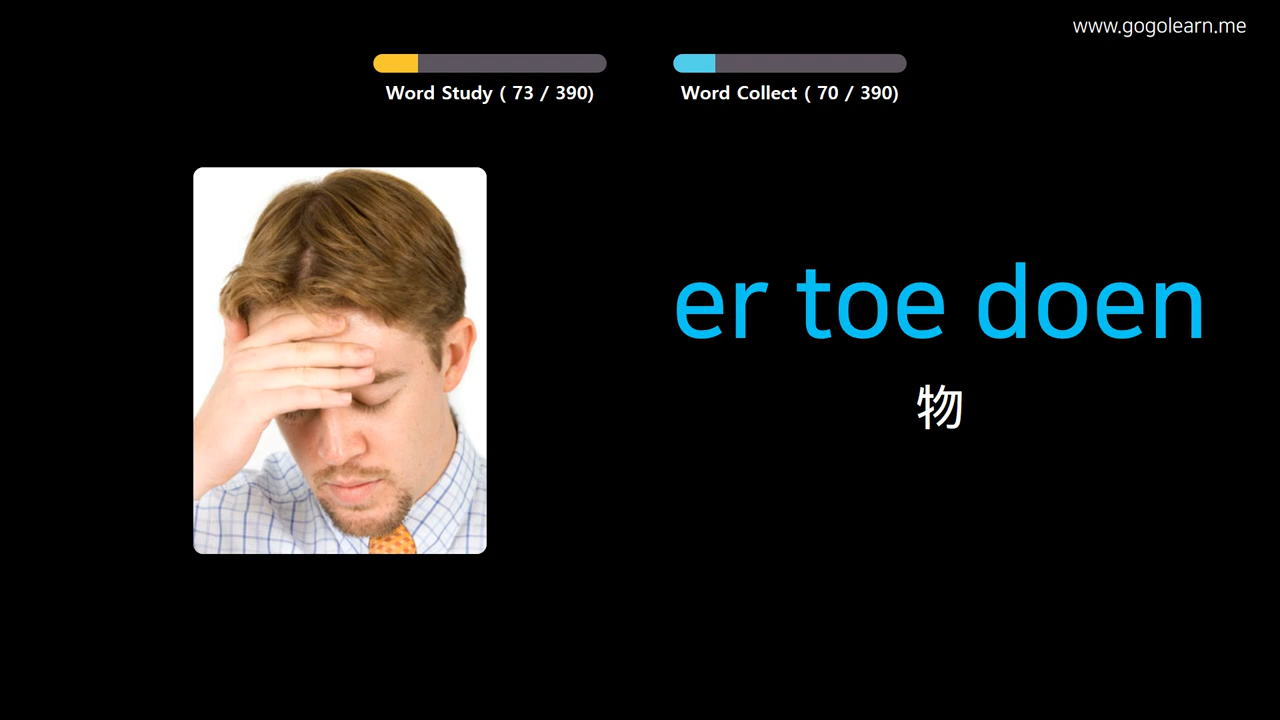 www.gogolearn.me
Word Study ( 73 / 390)
Word Collect ( 70 / 390)
er toe doen
物